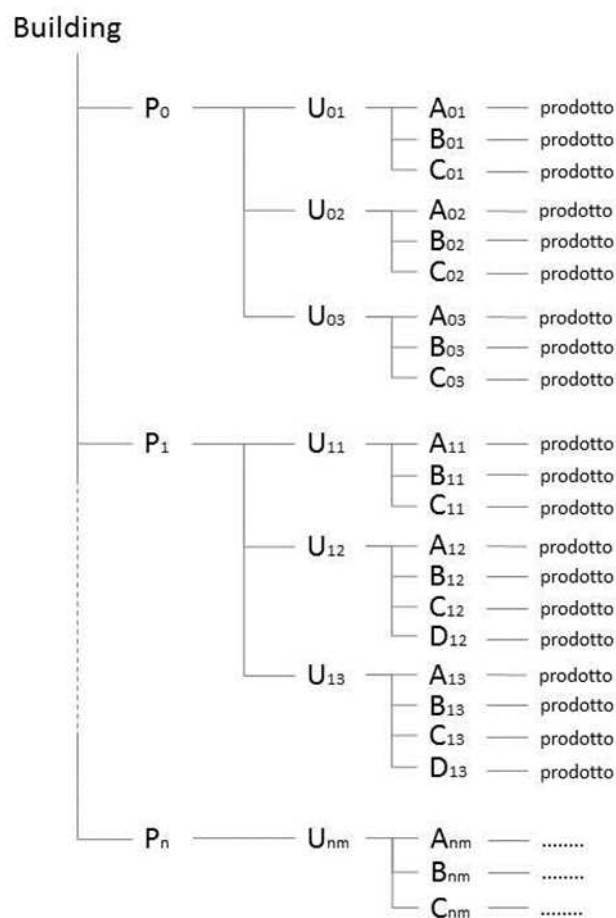 Building
P₀ U₀₁ A₀₁ prodotto
B₀₁ prodotto
C₀₁ prodotto
U₀₂ A₀₂ prodotto
B₀₂ prodotto
C₀₂ prodotto
U₀₃ A₀₃ prodotto
B₀₃ prodotto
C₀₃ prodotto
P₁ U₁₁ A₁₁ prodotto
B₁₁ prodotto
C₁₁ prodotto
U₁₂ A₁₂ prodotto
B₁₂ prodotto
C₁₂ prodotto
D₁₂ prodotto
U₁₃ A₁₃ prodotto
B₁₃ prodotto
C₁₃ prodotto
D₁₃ prodotto
Pₙ Uₙₘ Aₙₘ ........
Bₙₘ ........
Cₙₘ ........